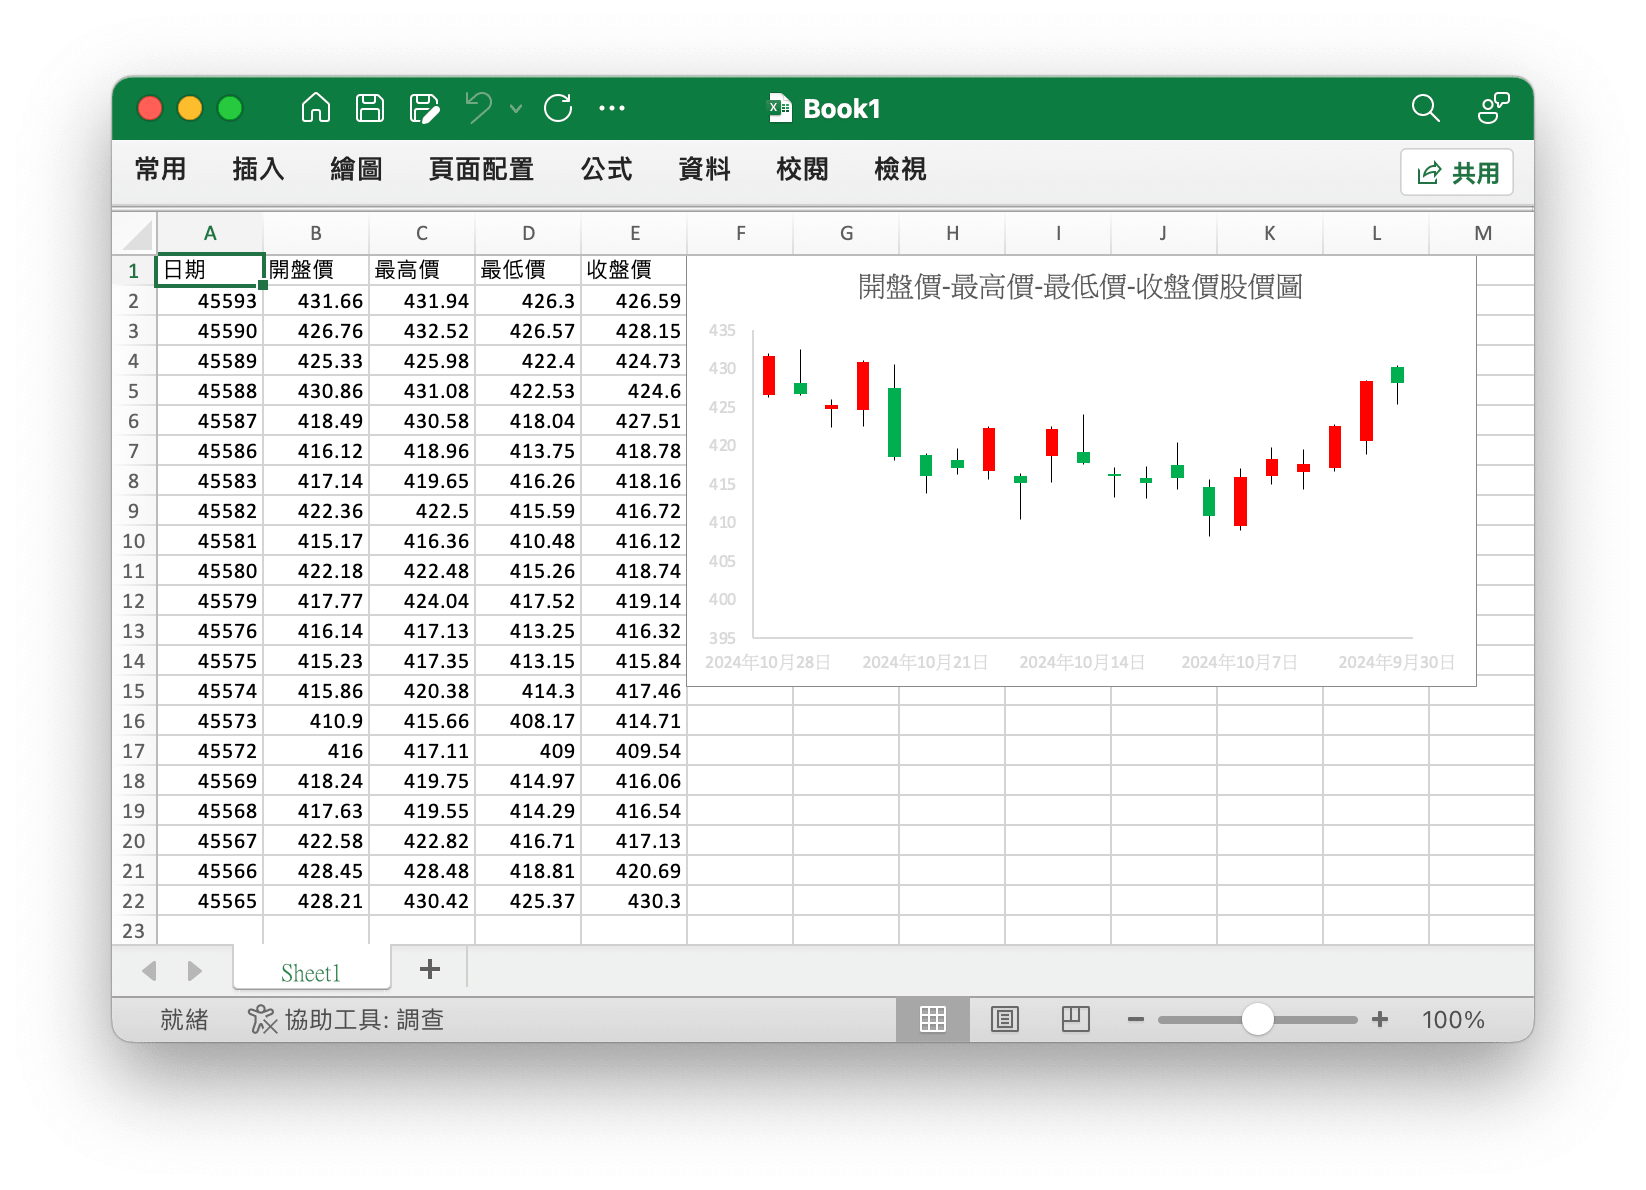 Book1
常用 插入 繪圖 頁面配置 公式 資料 校閱 檢視 共用
A B C D E F G H I J K L M
1 日期 開盤價 最高價 最低價 收盤價
2 45593 431.66 431.94 426.3 426.59
3 45590 426.76 432.52 426.57 428.15
4 45589 425.33 425.98 422.4 424.73
5 45588 430.86 431.08 422.53 424.6
6 45587 418.49 430.58 418.04 427.51
7 45586 416.12 418.96 413.75 418.78
8 45583 417.14 419.65 416.26 418.16
9 45582 422.36 422.5 415.59 416.72
10 45581 415.17 416.36 410.48 416.12
11 45580 422.18 422.48 415.26 418.74
12 45579 417.77 424.04 417.52 419.14
13 45576 416.14 417.13 413.25 416.32
14 45575 415.23 417.35 413.15 415.84
15 45574 415.86 420.38 414.3 417.46
16 45573 410.9 415.66 408.17 414.71
17 45572 416 417.11 409 409.54
18 45569 418.24 419.75 414.97 416.06
19 45568 417.63 419.55 414.29 416.54
20 45567 422.58 422.82 416.71 417.13
21 45566 428.45 428.48 418.81 420.69
22 45565 428.21 430.42 425.37 430.3
23
開盤價-最高價-最低價-收盤價股價圖
435
430
425
420
415
410
405
400
395
2024年10月28日 2024年10月21日 2024年10月14日 2024年10月7日 2024年9月30日
Sheet1
就緒 協助工具: 調查 100%